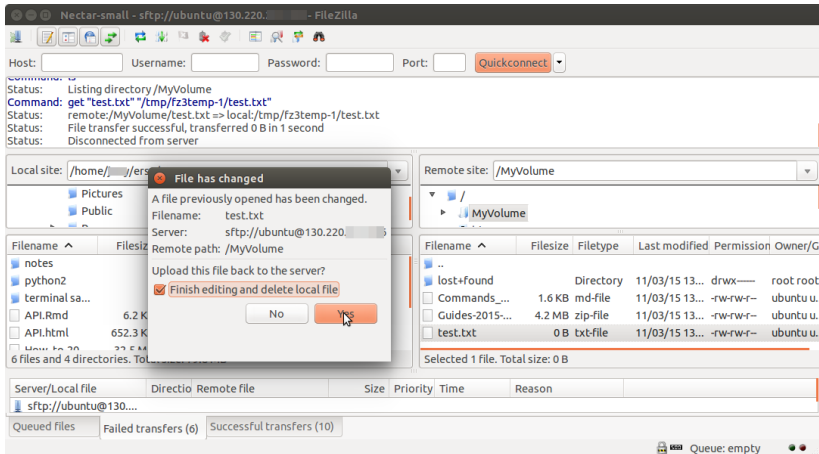 Nectar-small - sftp://ubuntu@130.220. - FileZilla
Host: Username: Password: Port: Quickconnect
Command: ls
Status: Listing directory /MyVolume
Command: get "test.txt" "/tmp/fz3temp-1/test.txt"
Status: remote:/MyVolume/test.txt => local:/tmp/fz3temp-1/test.txt
Status: File transfer successful, transferred 0 B in 1 second
Status: Disconnected from server
Local site: /home/j /ers
Pictures
Public
Remote site: /MyVolume
/
MyVolume
Filename Filesiz
notes
python2
terminal sa...
API.Rmd 6.2 K
API.html 652.3 K
How to 20 32.5 M
6 files and 4 directories. Tot
File has changed
A file previously opened has been changed.
Filename: test.txt
Server: sftp://ubuntu@130.220.
Remote path: /MyVolume
Upload this file back to the server?
Finish editing and delete local file
No Yes
Filename Filesize Filetype Last modified Permission Owner/G
..
lost+found Directory 11/03/15 13... drwx------ root root
Commands_... 1.6 KB md-file 11/03/15 13... -rw-rw-r-- ubuntu u.
Guides-2015-... 4.2 MB zip-file 11/03/15 13... -rw-rw-r-- ubuntu u.
test.txt 0 B txt-file 11/03/15 13... -rw-rw-r-- ubuntu u.
Selected 1 file. Total size: 0 B
Server/Local file Directio Remote file Size Priority Time Reason
sftp://ubuntu@130....
Queued files Failed transfers (6) Successful transfers (10)
Queue: empty